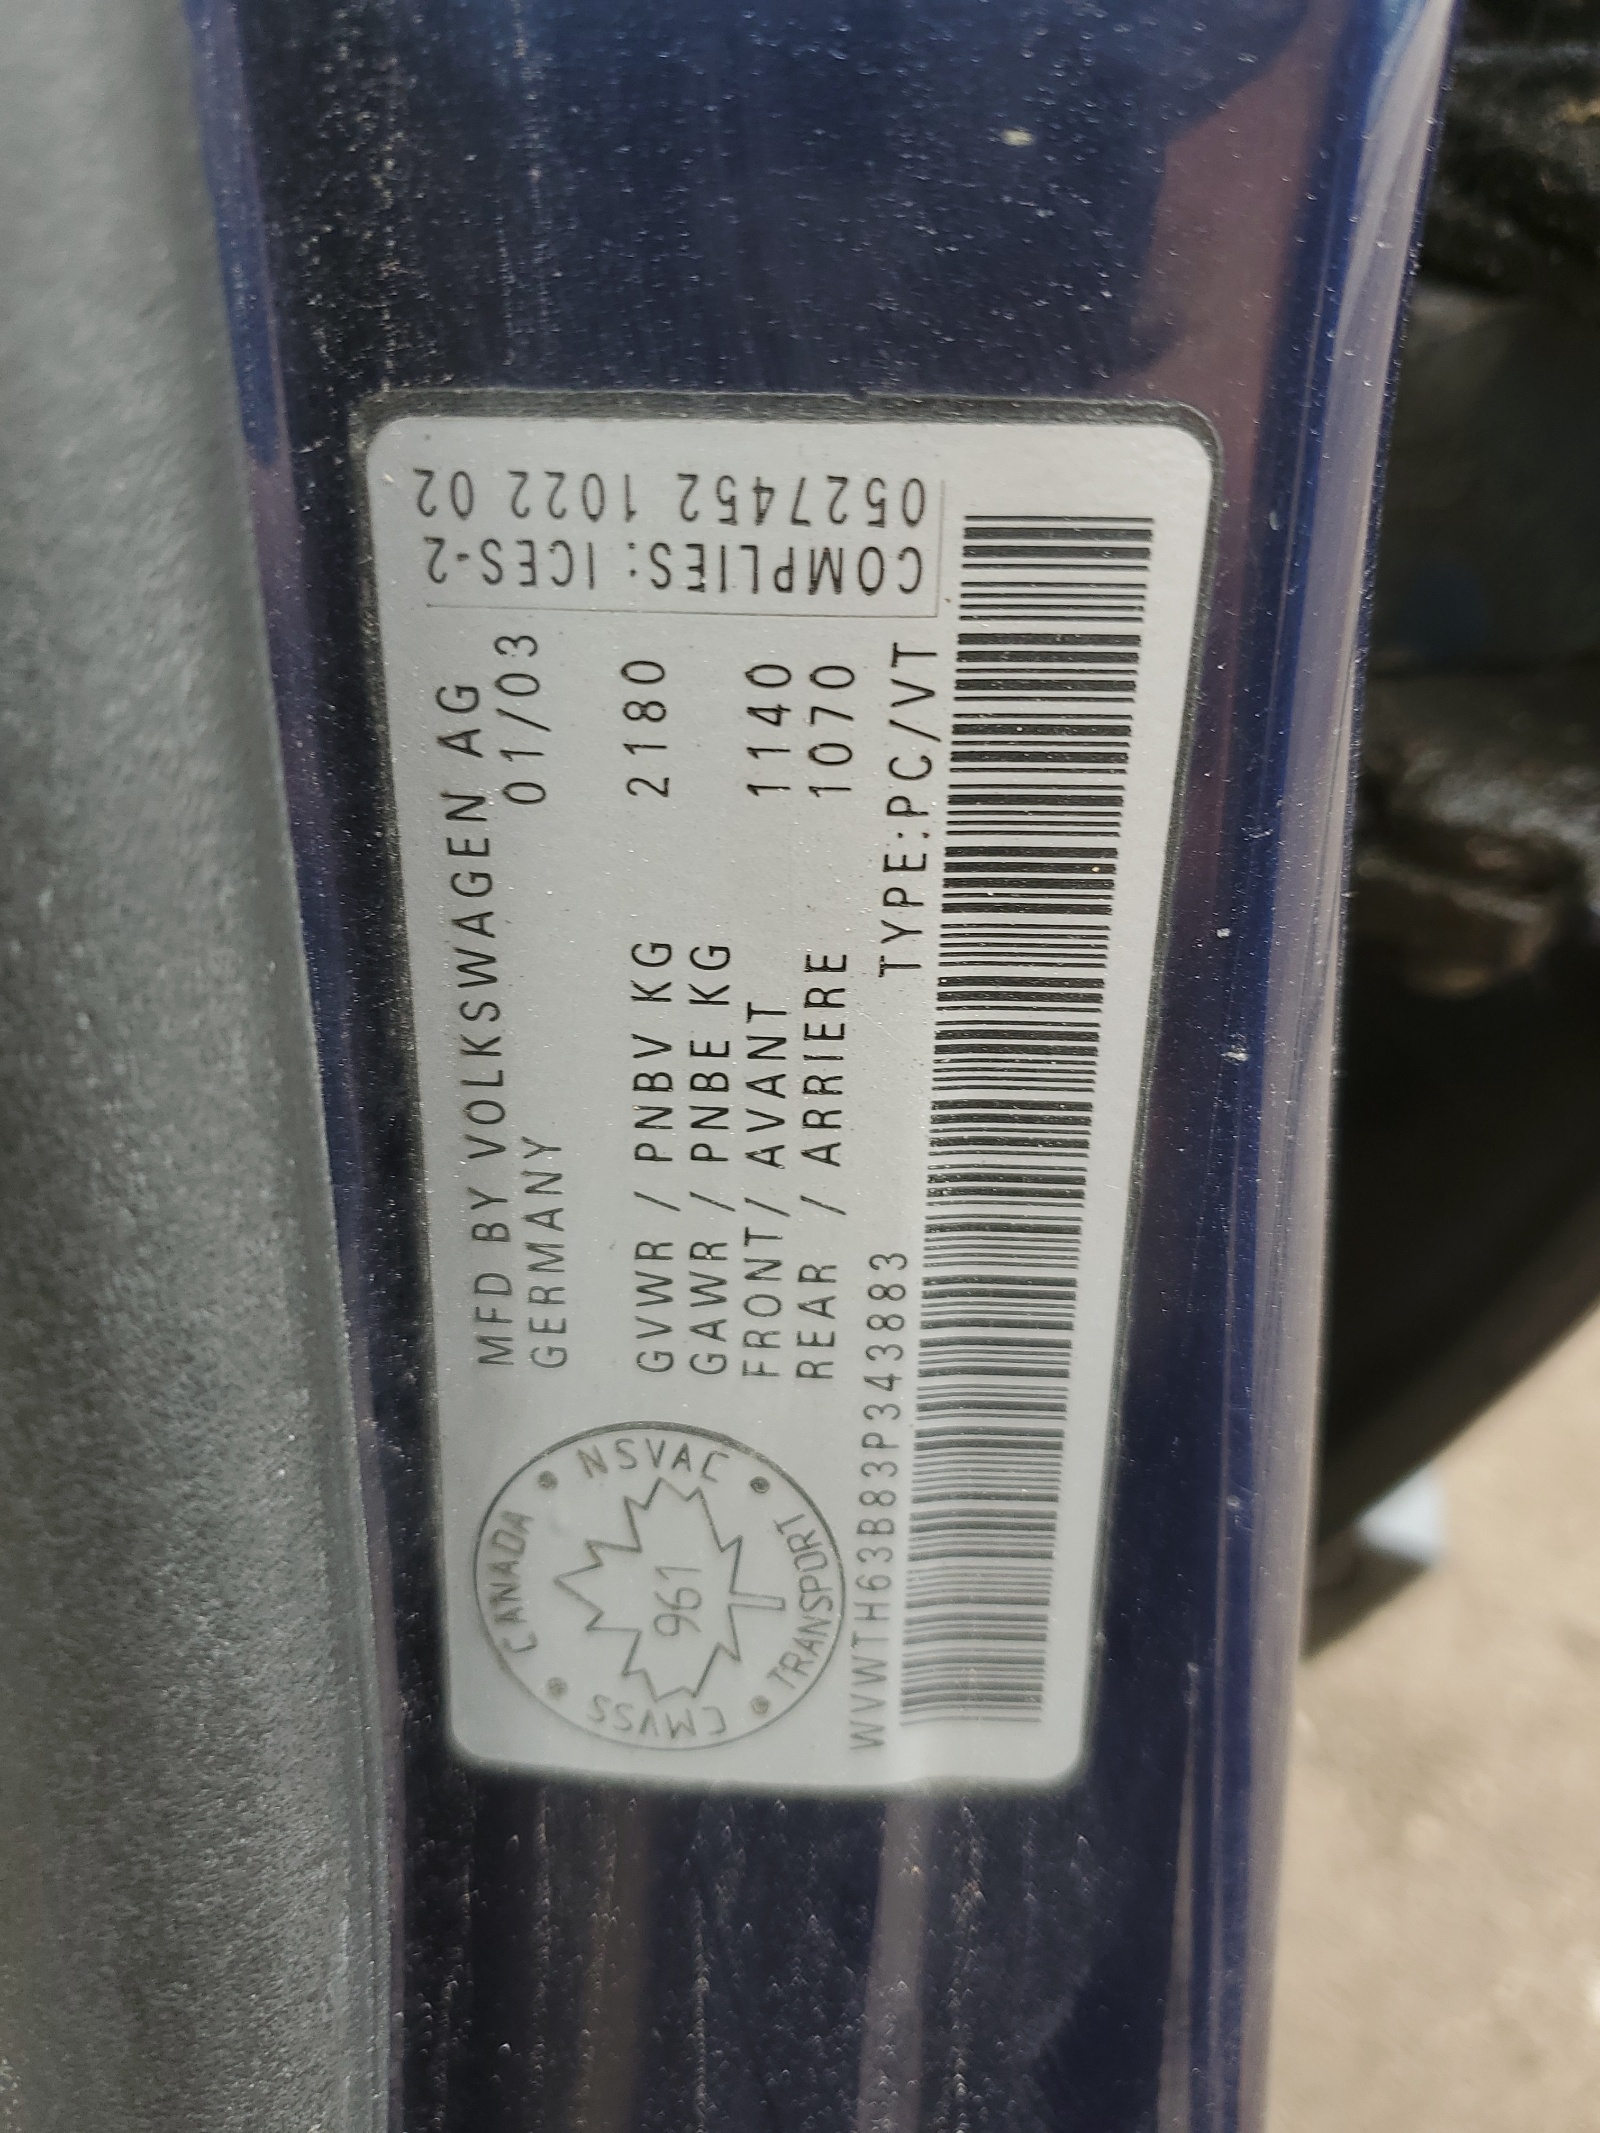 MFD BY VOLKSWAGEN AG
GERMANY 01/03
GVWR / PNBV KG 2180
GAWR / PNBE KG
FRONT/ AVANT 1140
REAR / ARRIERE 1070
TYPE:PC/VT
WVWTH63B83P343883
COMPLIES: ICES-2
0527452 1022 02
CANADA • NSVAC • TRANSPORT • CMVSS •
961